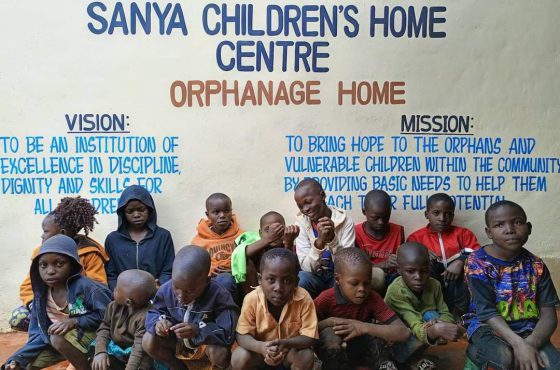 SANYA CHILDREN'S HOME
CENTRE
ORPHANAGE HOME
VISION:
TO BE AN INSTITUTION OF
EXCELLENCE IN DISCIPLINE,
DIGNITY AND SKILLS FOR
ALL
MISSION:
TO BRING HOPE TO THE ORPHANS AND
VULNERABLE CHILDREN WITHIN THE COMMUNITY
BY PROVIDING BASIC NEEDS TO HELP THEM
FULL POTENTIAL